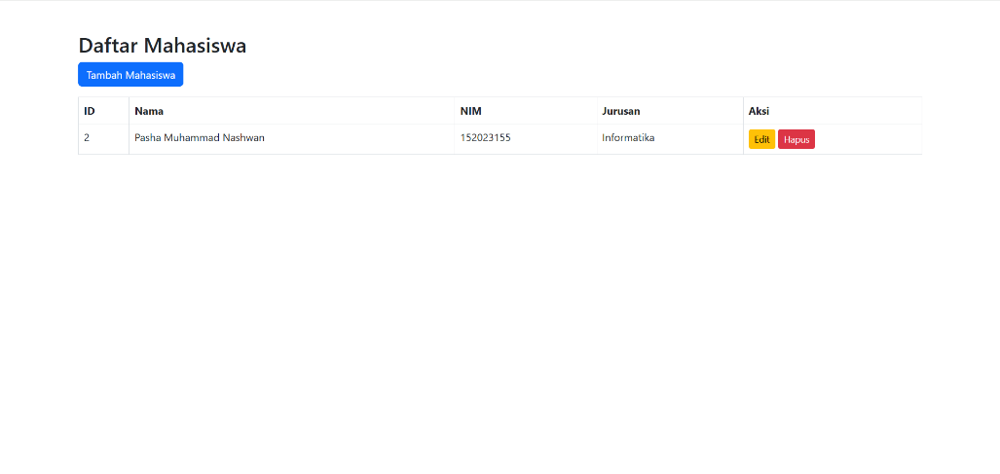 Daftar Mahasiswa
Tambah Mahasiswa
ID Nama NIM Jurusan Aksi
2 Pasha Muhammad Nashwan 152023155 Informatika Edit Hapus